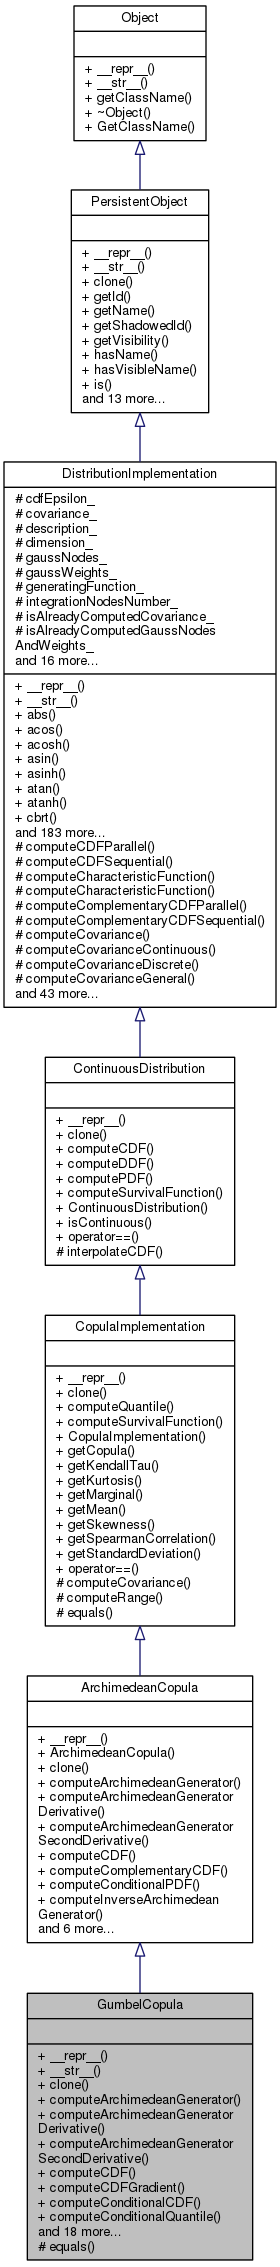 Object
+ __repr__()
+ __str__()
+ getClassName()
+ ~Object()
+ GetClassName()
PersistentObject
+ __repr__()
+ __str__()
+ clone()
+ getId()
+ getName()
+ getShadowedId()
+ getVisibility()
+ hasName()
+ hasVisibleName()
+ is()
and 13 more...
DistributionImplementation
# cdfEpsilon_
# covariance_
# description_
# dimension_
# gaussNodes_
# gaussWeights_
# generatingFunction_
# integrationNodesNumber_
# isAlreadyComputedCovariance_
# isAlreadyComputedGaussNodes
AndWeights_
and 16 more...
+ __repr__()
+ __str__()
+ abs()
+ acos()
+ acosh()
+ asin()
+ asinh()
+ atan()
+ atanh()
+ cbrt()
and 183 more...
# computeCDFParallel()
# computeCDFSequential()
# computeCharacteristicFunction()
# computeCharacteristicFunction()
# computeComplementaryCDFParallel()
# computeComplementaryCDFSequential()
# computeCovariance()
# computeCovarianceContinuous()
# computeCovarianceDiscrete()
# computeCovarianceGeneral()
and 43 more...
ContinuousDistribution
+ __repr__()
+ clone()
+ computeCDF()
+ computeDDF()
+ computePDF()
+ computeSurvivalFunction()
+ ContinuousDistribution()
+ isContinuous()
+ operator==()
# interpolateCDF()
CopulaImplementation
+ __repr__()
+ clone()
+ computeQuantile()
+ computeSurvivalFunction()
+ CopulaImplementation()
+ getCopula()
+ getKendallTau()
+ getKurtosis()
+ getMarginal()
+ getMean()
+ getSkewness()
+ getSpearmanCorrelation()
+ getStandardDeviation()
+ operator==()
# computeCovariance()
# computeRange()
# equals()
ArchimedeanCopula
+ __repr__()
+ ArchimedeanCopula()
+ clone()
+ computeArchimedeanGenerator()
+ computeArchimedeanGenerator
Derivative()
+ computeArchimedeanGenerator
SecondDerivative()
+ computeCDF()
+ computeComplementaryCDF()
+ computeConditionalPDF()
+ computeInverseArchimedean
Generator()
and 6 more...
GumbelCopula
+ __repr__()
+ __str__()
+ clone()
+ computeArchimedeanGenerator()
+ computeArchimedeanGenerator
Derivative()
+ computeArchimedeanGenerator
SecondDerivative()
+ computeCDF()
+ computeCDFGradient()
+ computeConditionalCDF()
+ computeConditionalQuantile()
and 18 more...
# equals()